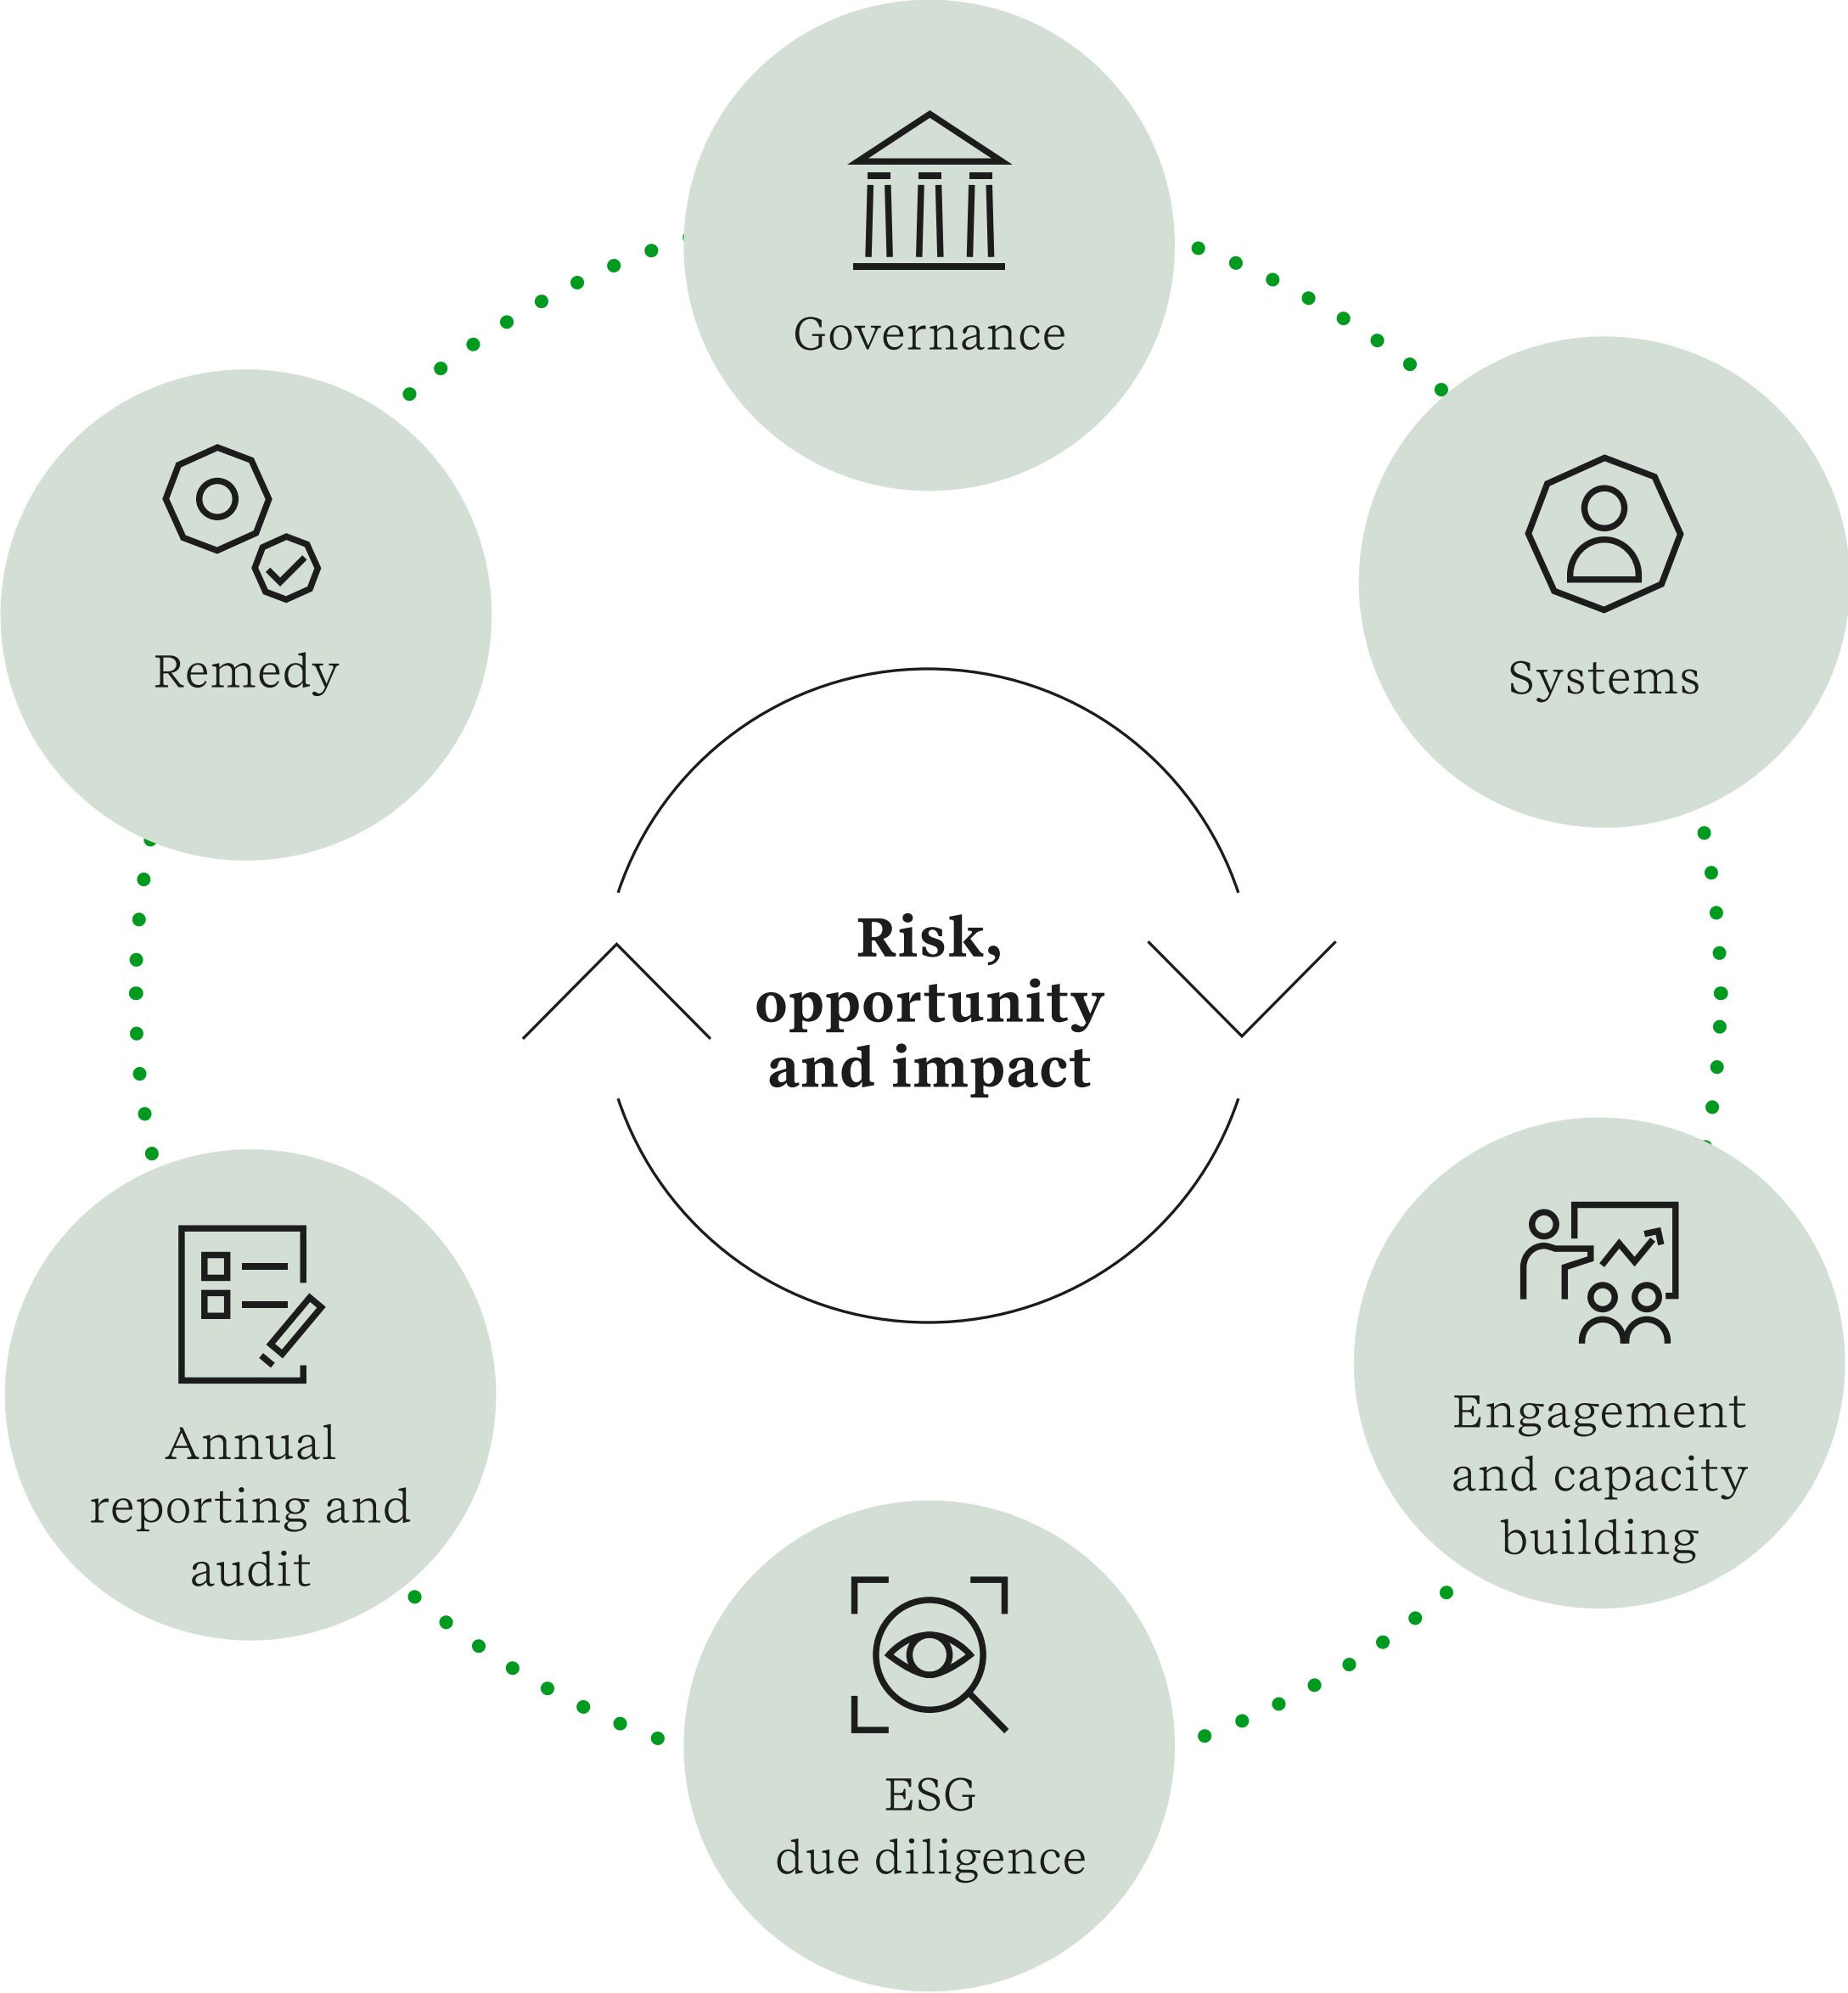 Governance
Systems
Engagement
and capacity
building
ESG
due diligence
Annual
reporting and
audit
Remedy
Risk,
opportunity
and impact